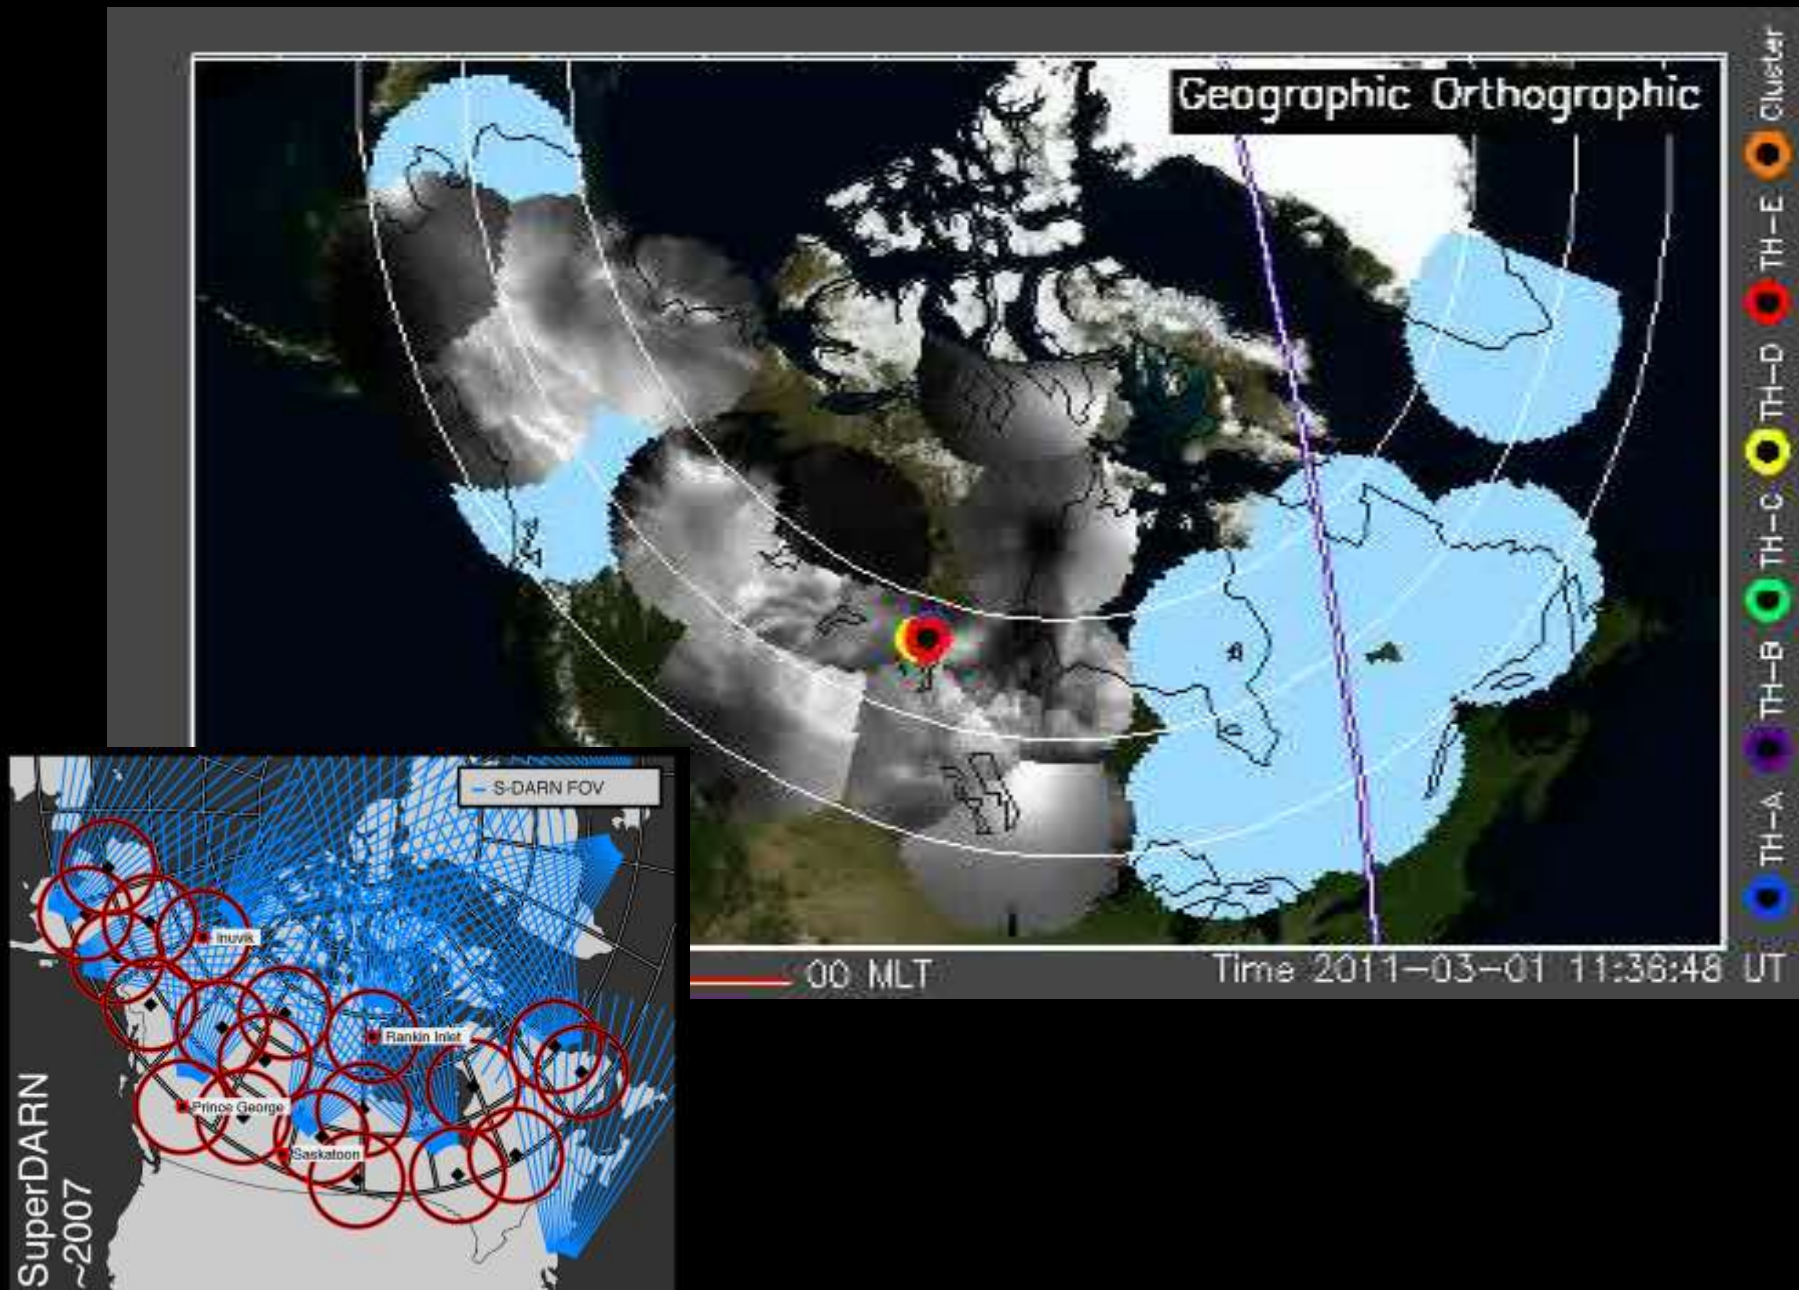 Geographic Orthographic
Cluster
TH-E
TH-D
TH-C
TH-B
TH-A
00 MLT
Time 2011-03-01 11:36:48 UT
S-DARN FOV
Inuvik
Rankin Inlet
Prince George
Saskatoon
SuperDARN
~2007